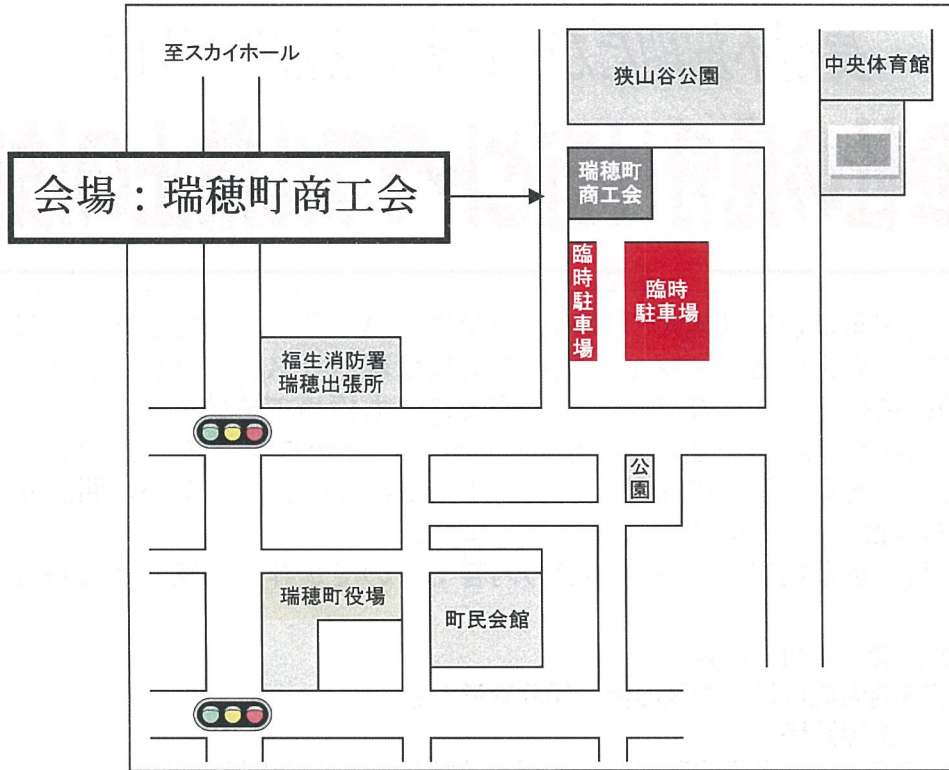 至スカイホール
狭山谷公園
中央体育館
会場：瑞穂町商工会
瑞穂町
商工会
臨時駐車場
臨時
駐車場
福生消防署
瑞穂出張所
公園
瑞穂町役場
町民会館